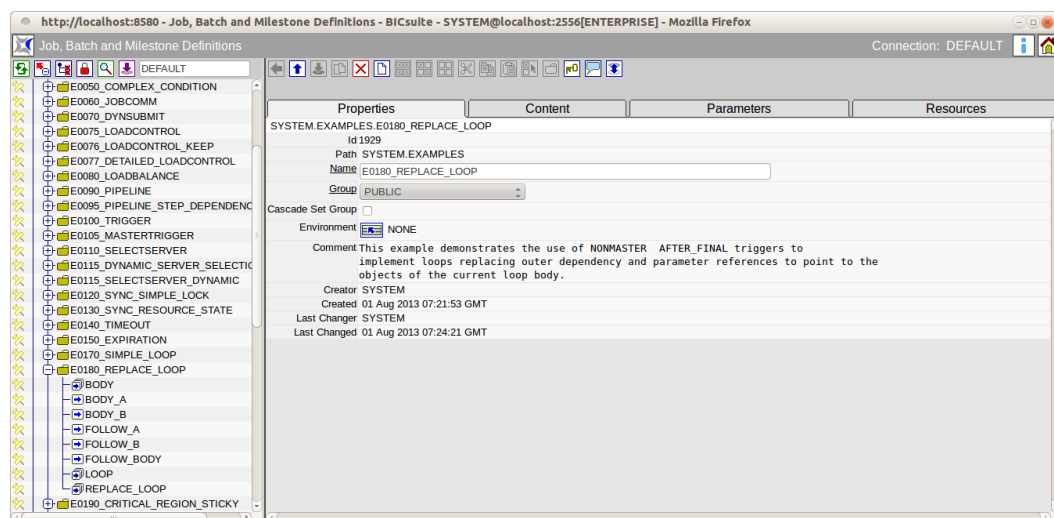 http://localhost:8580 - Job, Batch and Milestone Definitions - BICsuite - SYSTEM@localhost:2556[ENTERPRISE] - Mozilla Firefox
Job, Batch and Milestone Definitions
Connection: DEFAULT
DEFAULT
E0050_COMPLEX_CONDITION
E0060_JOBCOMM
E0070_DYNSUBMIT
E0075_LOADCONTROL
E0076_LOADCONTROL_KEEP
E0077_DETAILED_LOADCONTROL
E0080_LOADBALANCE
E0090_PIPELINE
E0095_PIPELINE_STEP_DEPENDENC
E0100_TRIGGER
E0105_MASTERTRIGGER
E0110_SELECTSERVER
E0115_DYNAMIC_SERVER_SELECTIO
E0115_SELECTSERVER_DYNAMIC
E0120_SYNC_SIMPLE_LOCK
E0130_SYNC_RESOURCE_STATE
E0140_TIMEOUT
E0150_EXPIRATION
E0170_SIMPLE_LOOP
E0180_REPLACE_LOOP
BODY
BODY_A
BODY_B
FOLLOW_A
FOLLOW_B
FOLLOW_BODY
LOOP
REPLACE_LOOP
E0190_CRITICAL_REGION_STICKY
Properties
Content
Parameters
Resources
SYSTEM.EXAMPLES.E0180_REPLACE_LOOP
Id 1929
Path SYSTEM.EXAMPLES
Name E0180_REPLACE_LOOP
Group PUBLIC
Cascade Set Group
Environment NONE
Comment This example demonstrates the use of NONMASTER  AFTER_FINAL triggers to
implement loops replacing outer dependency and parameter references to point to the
objects of the current loop body.
Creator SYSTEM
Created 01 Aug 2013 07:21:53 GMT
Last Changer SYSTEM
Last Changed 01 Aug 2013 07:24:21 GMT